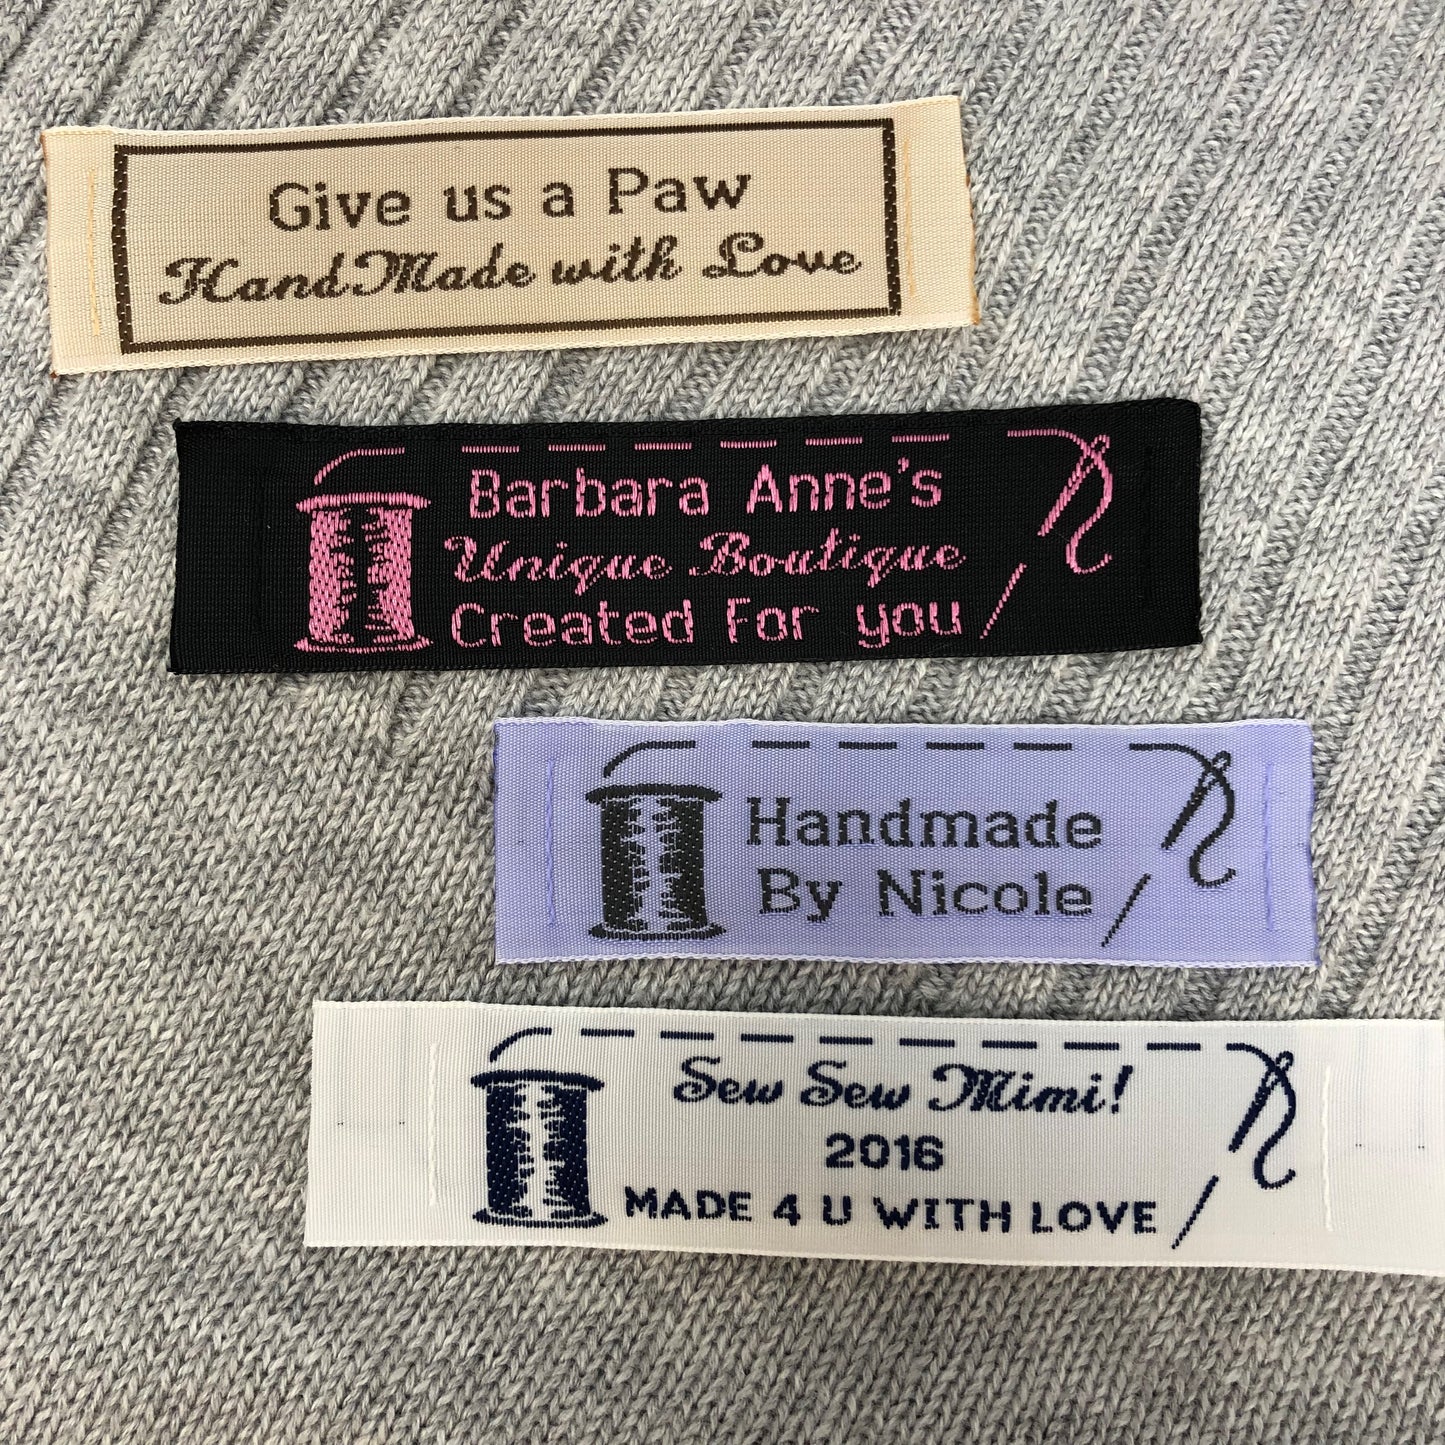 Give us a Paw
HandMade with Love
Barbara Anne's
Unique Boutique
Created For you
Handmade
By Nicole
Sew Sew Mimi!
2016
MADE 4 U WITH LOVE